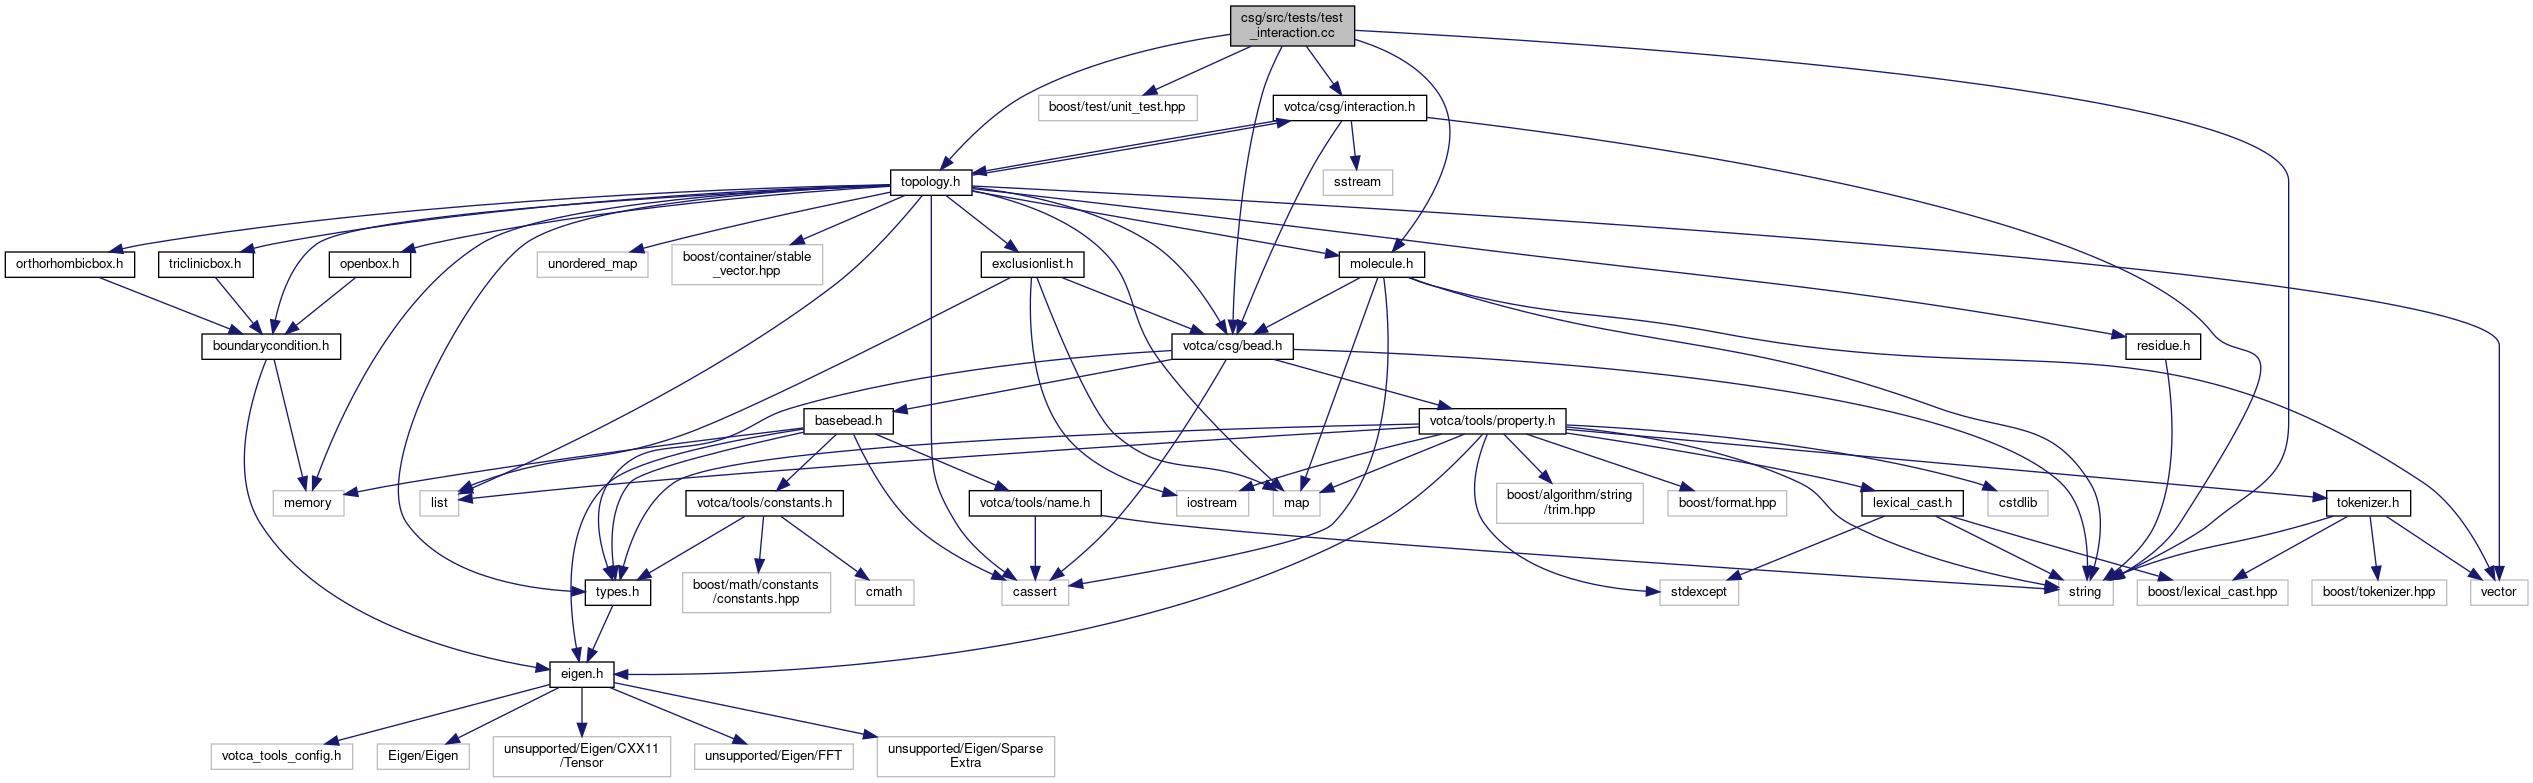 csg/src/tests/test
_interaction.cc
boost/test/unit_test.hpp
votca/csg/interaction.h
topology.h
sstream
orthorhombicbox.h
triclinicbox.h
openbox.h
unordered_map
boost/container/stable
_vector.hpp
exclusionlist.h
molecule.h
boundarycondition.h
votca/csg/bead.h
residue.h
basebead.h
votca/tools/property.h
memory
list
votca/tools/constants.h
votca/tools/name.h
iostream
map
boost/algorithm/string
/trim.hpp
boost/format.hpp
lexical_cast.h
cstdlib
tokenizer.h
types.h
boost/math/constants
/constants.hpp
cmath
cassert
stdexcept
string
boost/lexical_cast.hpp
boost/tokenizer.hpp
vector
eigen.h
votca_tools_config.h
Eigen/Eigen
unsupported/Eigen/CXX11
/Tensor
unsupported/Eigen/FFT
unsupported/Eigen/Sparse
Extra